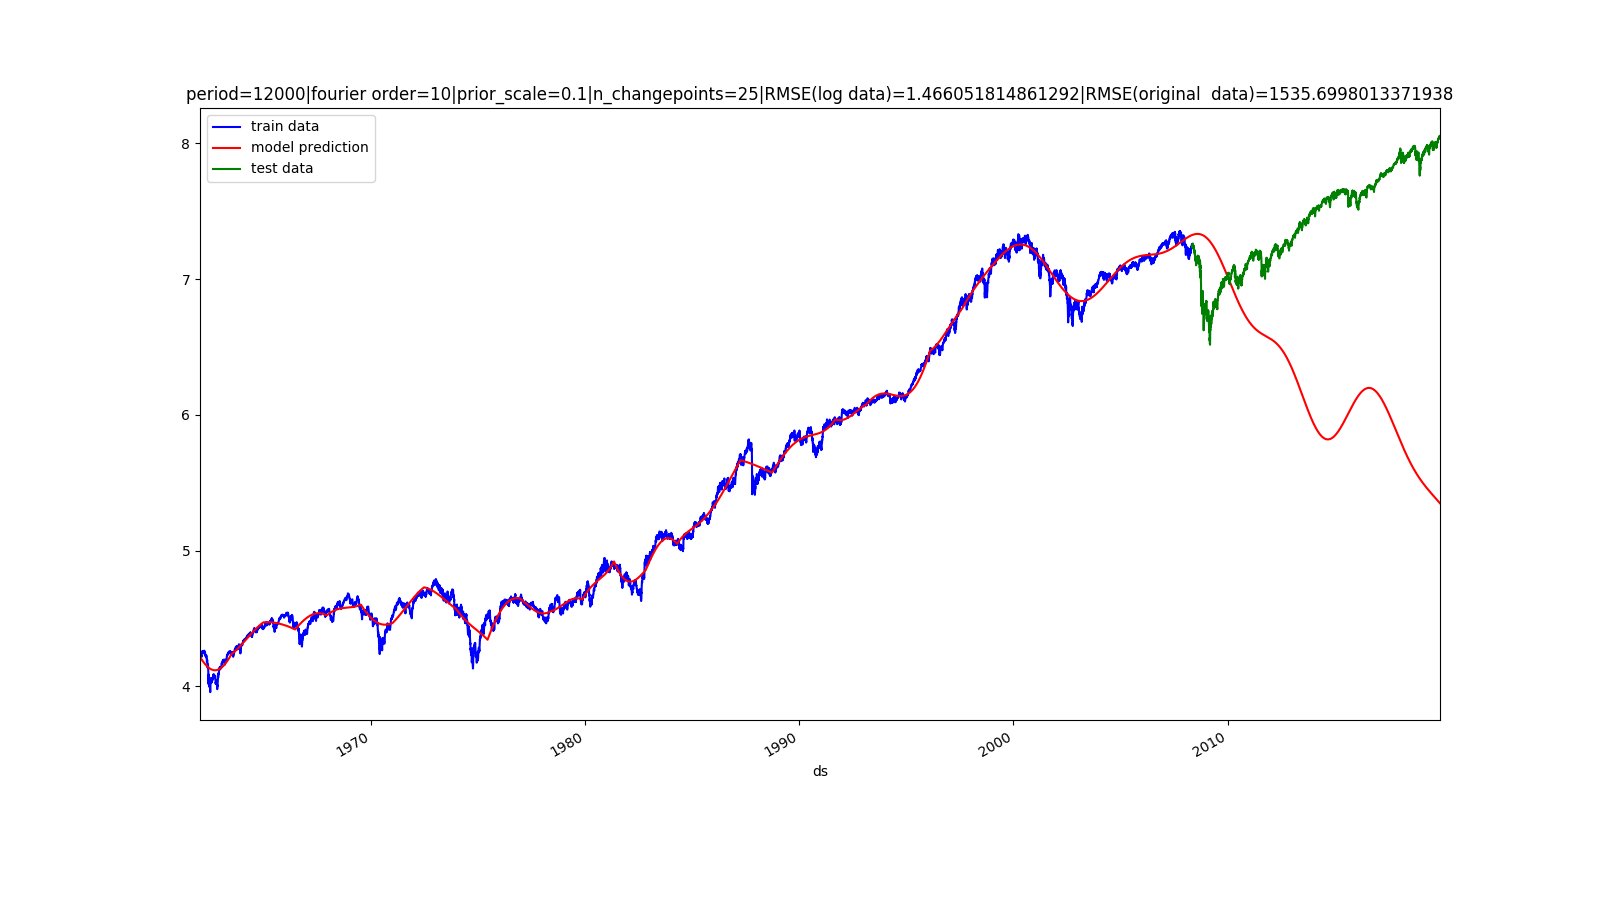 period=12000|fourier order=10|prior_scale=0.1|n_changepoints=25|RMSE(log data)=1.466051814861292|RMSE(original  data)=1535.6998013371938
train data
model prediction
test data
8
7
6
5
4
1970
1980
1990
2000
2010
ds